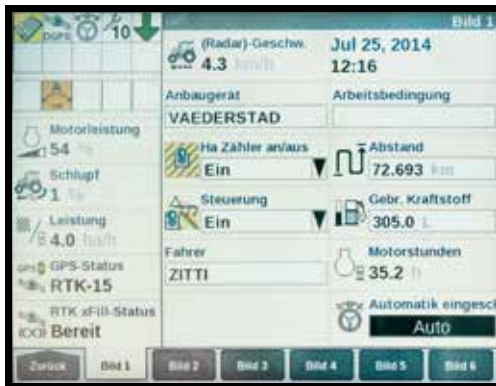 Bild 1
DGPS
10
(Radar)-Geschw.
4.3 km/h
Jul 25, 2014
12:16
Anbaugerät
VAEDERSTAD
Arbeitsbedingung
Motorleistung
54 %
Ha Zähler an/aus
Ein
Abstand
72.693 km
Schlupf
1 %
Steuerung
Ein
Gebr. Kraftstoff
305.0 L
Leistung
4.0 ha/h
Fahrer
ZITTI
Motorstunden
35.2 h
GPS-Status
RTK-15
RTK xFill-Status
Bereit
Automatik eingesc
Auto
Zurück
Bild 1
Bild 2
Bild 3
Bild 4
Bild 5
Bild 6